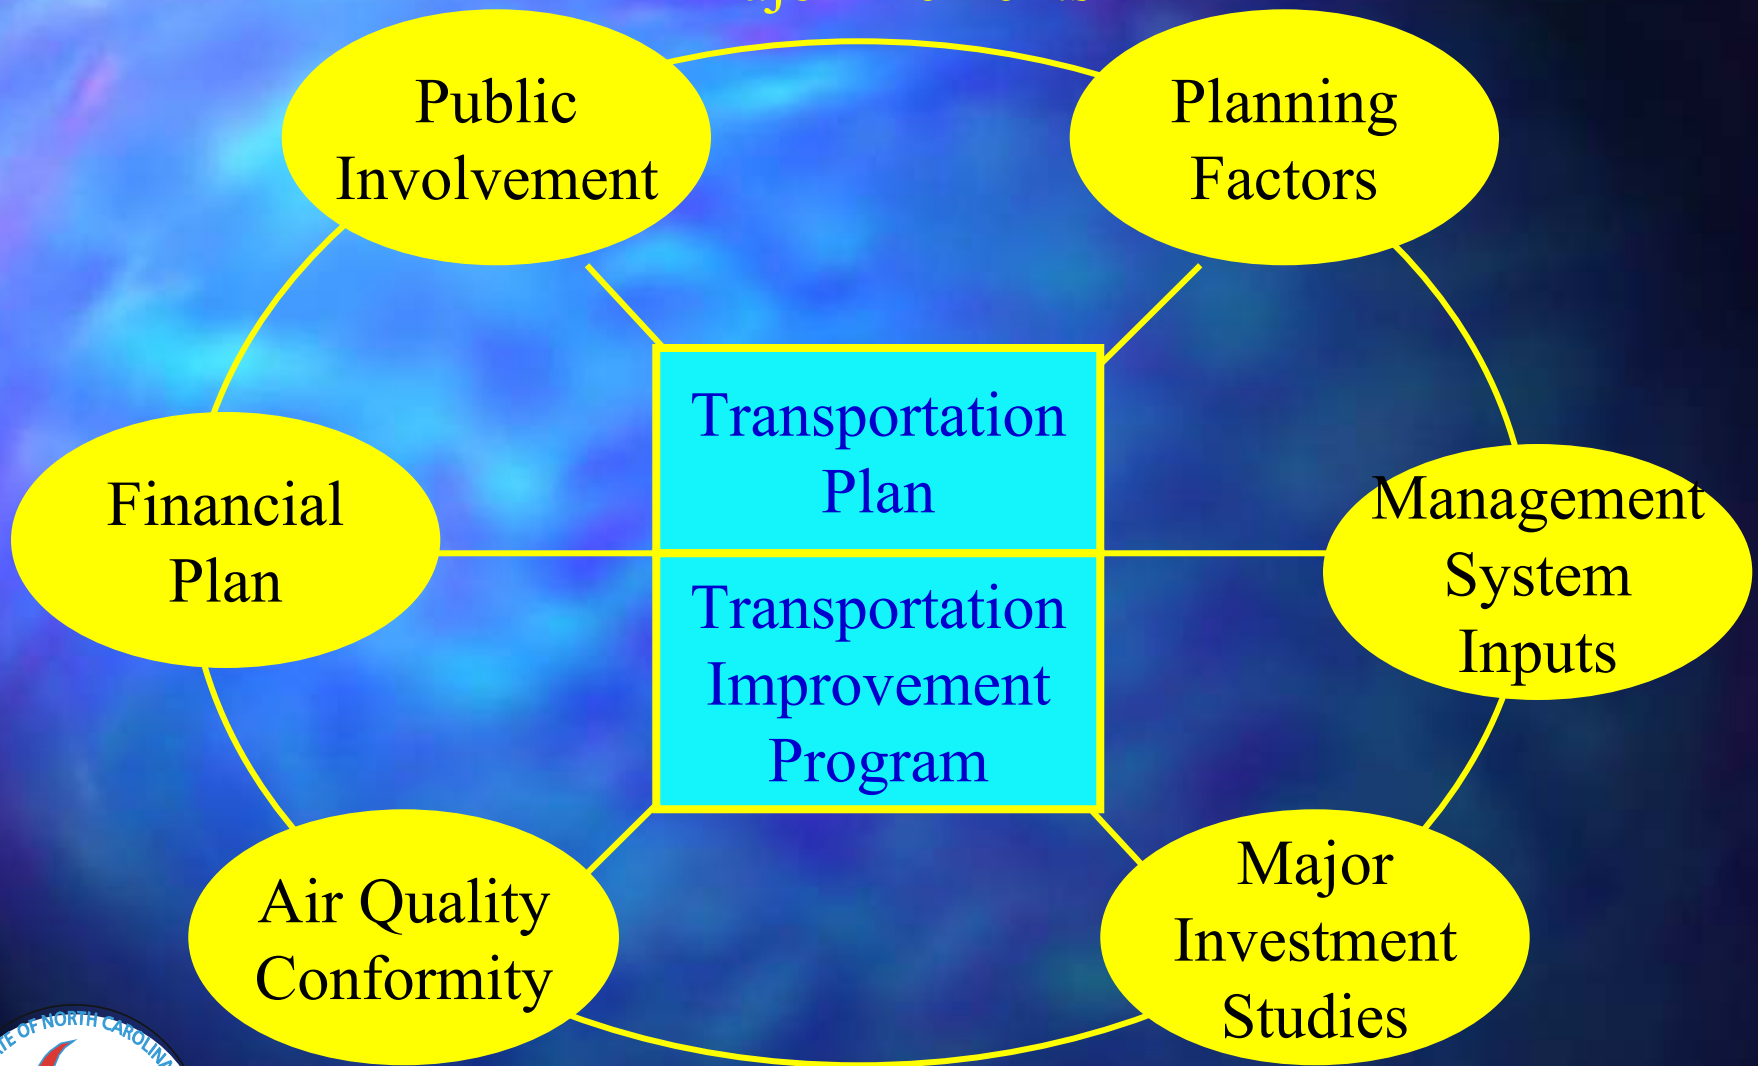 Public
Involvement
Planning
Factors
Transportation
Plan
Financial
Plan
Management
System
Inputs
Transportation
Improvement
Program
Air Quality
Conformity
Major
Investment
Studies
OF NORTH CAROLINA